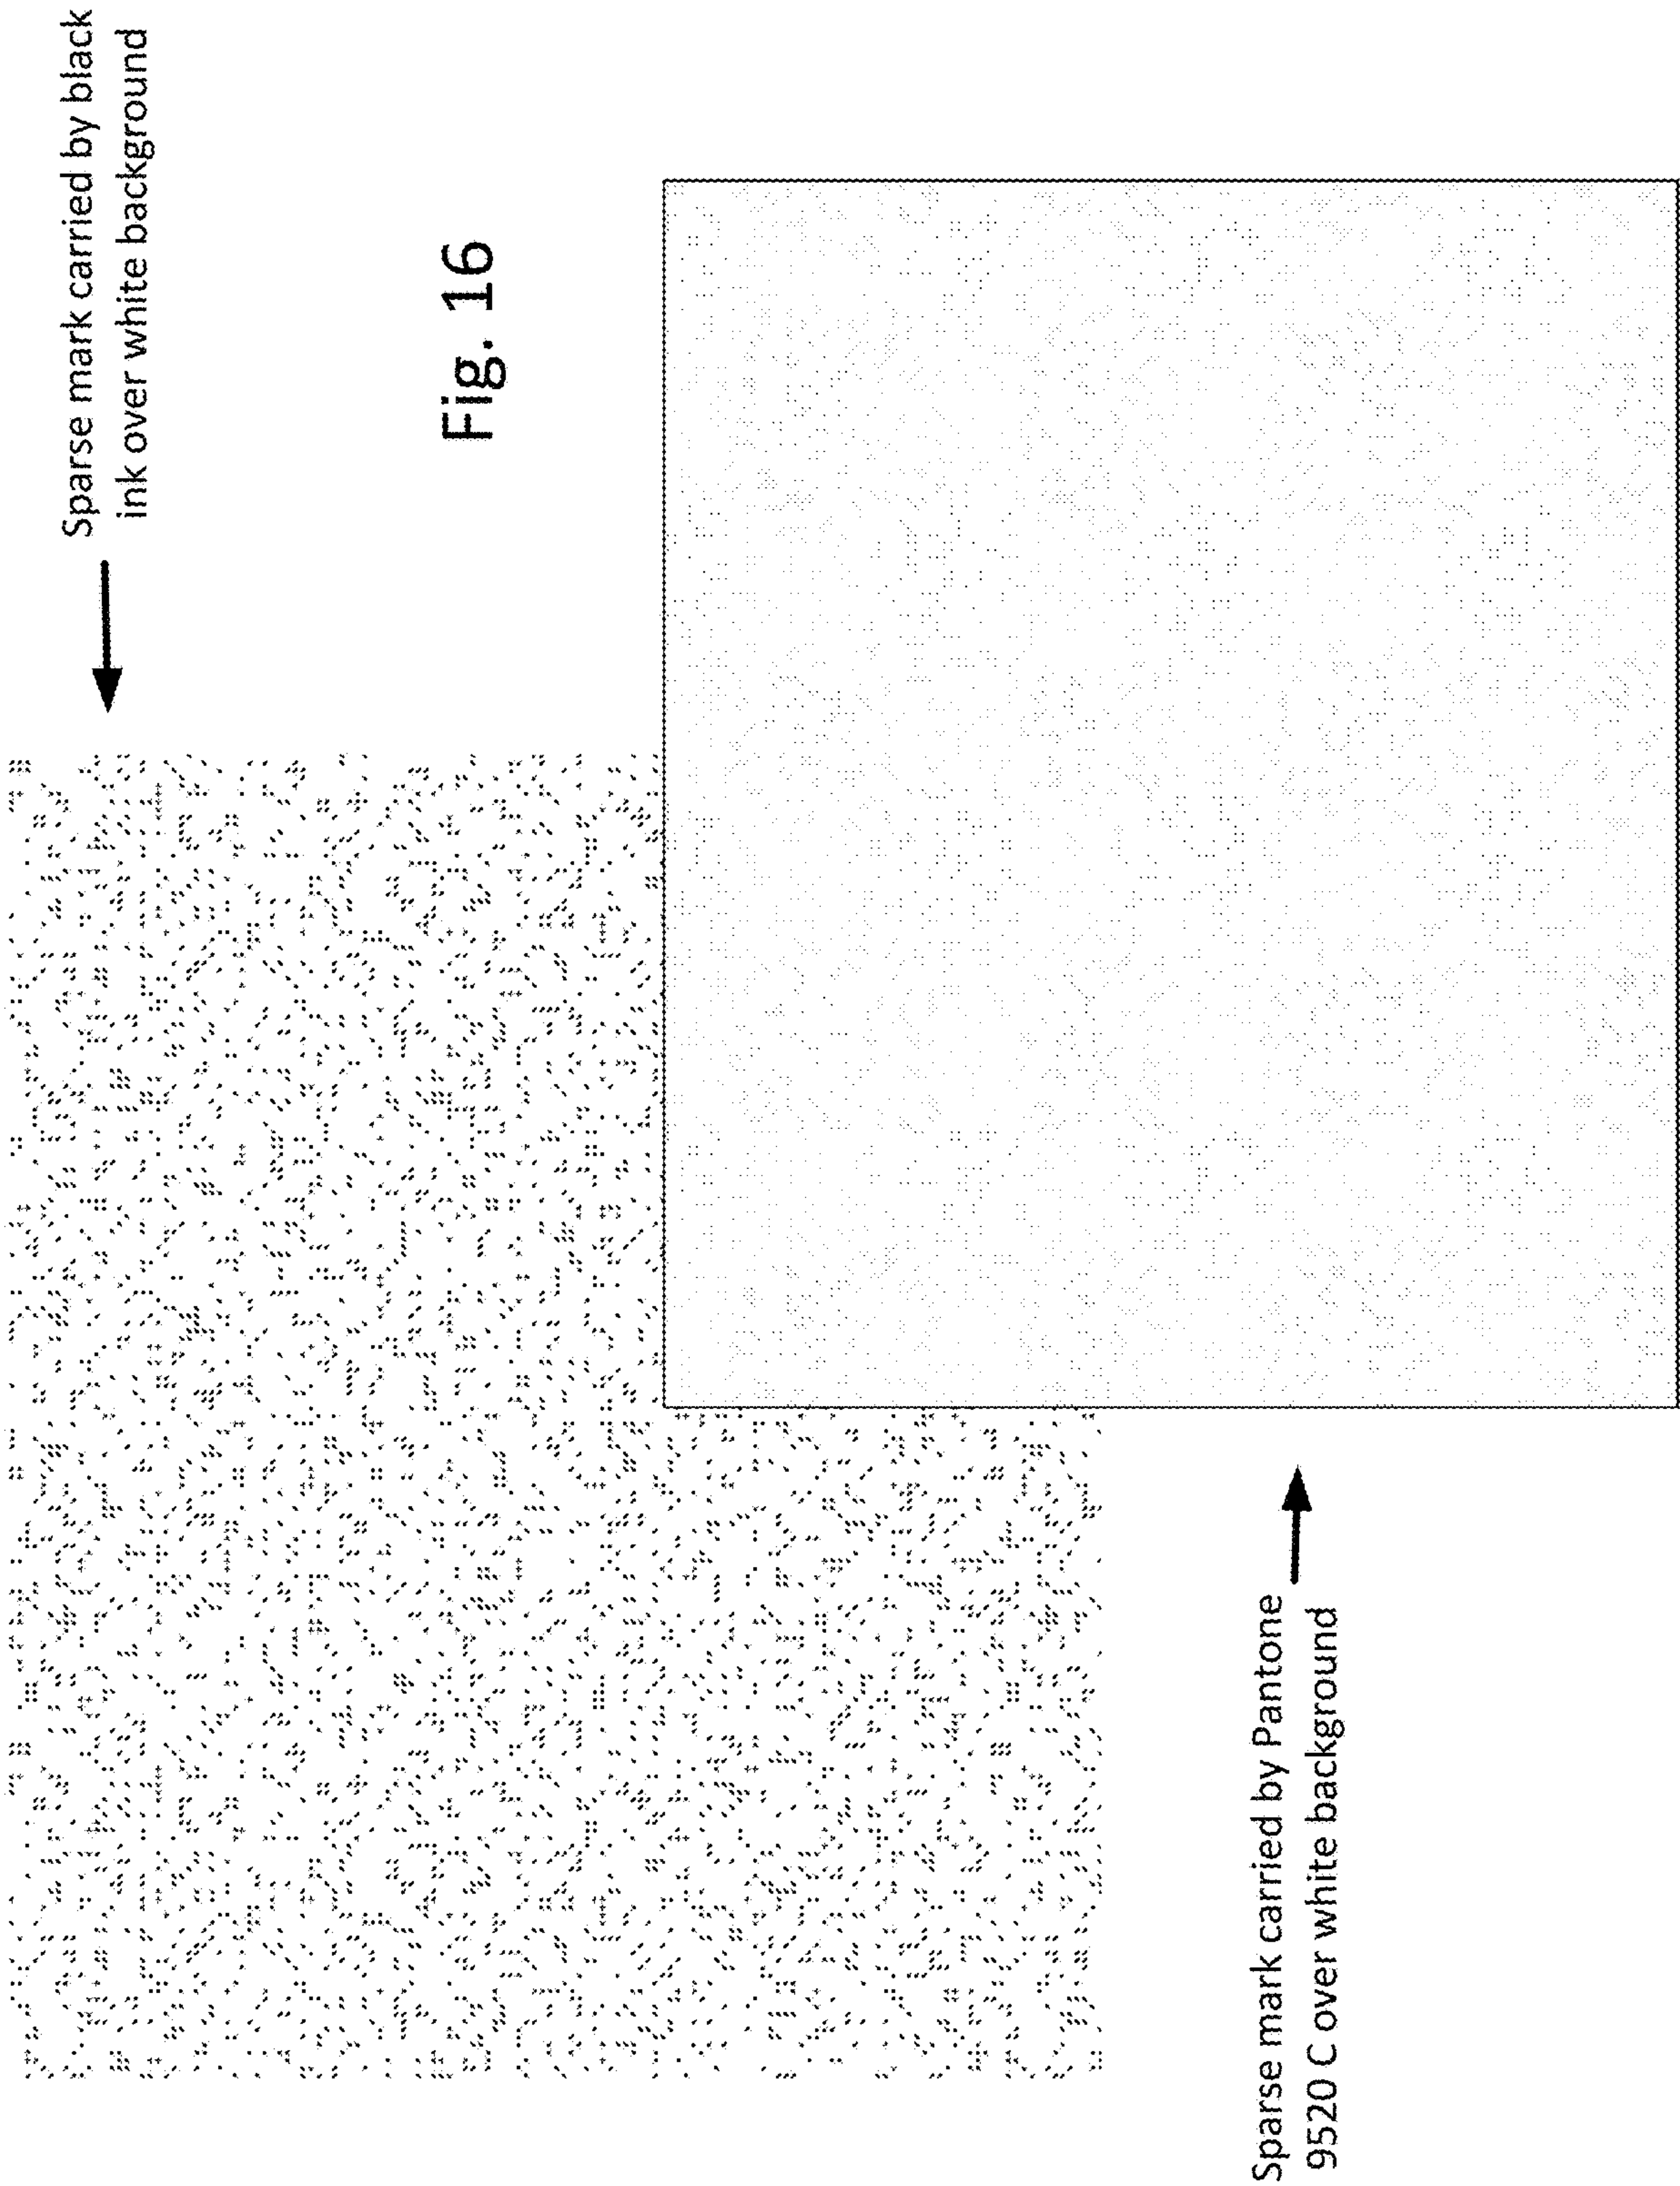 Sparse mark carried by black
ink over white background
Fig. 16
Sparse mark carried by Pantone
9520 C over white background